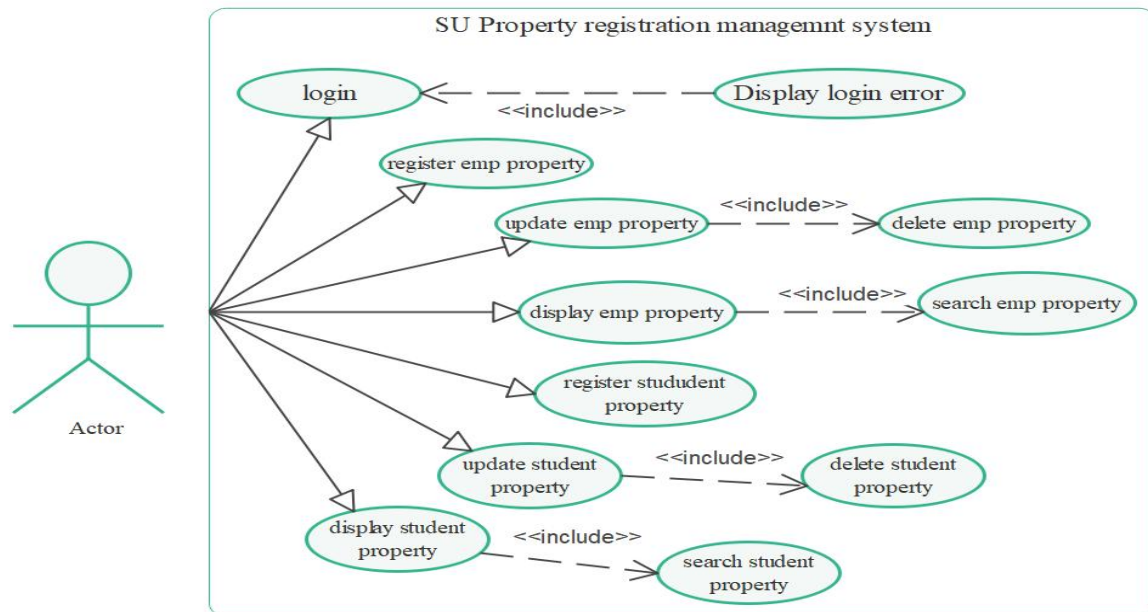 SU Property registration managemnt system
login
<<include>>
Display login error
register emp property
update emp property
<<include>>
delete emp property
display emp property
<<include>>
search emp property
register stududent
property
Actor
update student
property
<<include>>
delete student
property
display student
property
<<include>>
search student
property